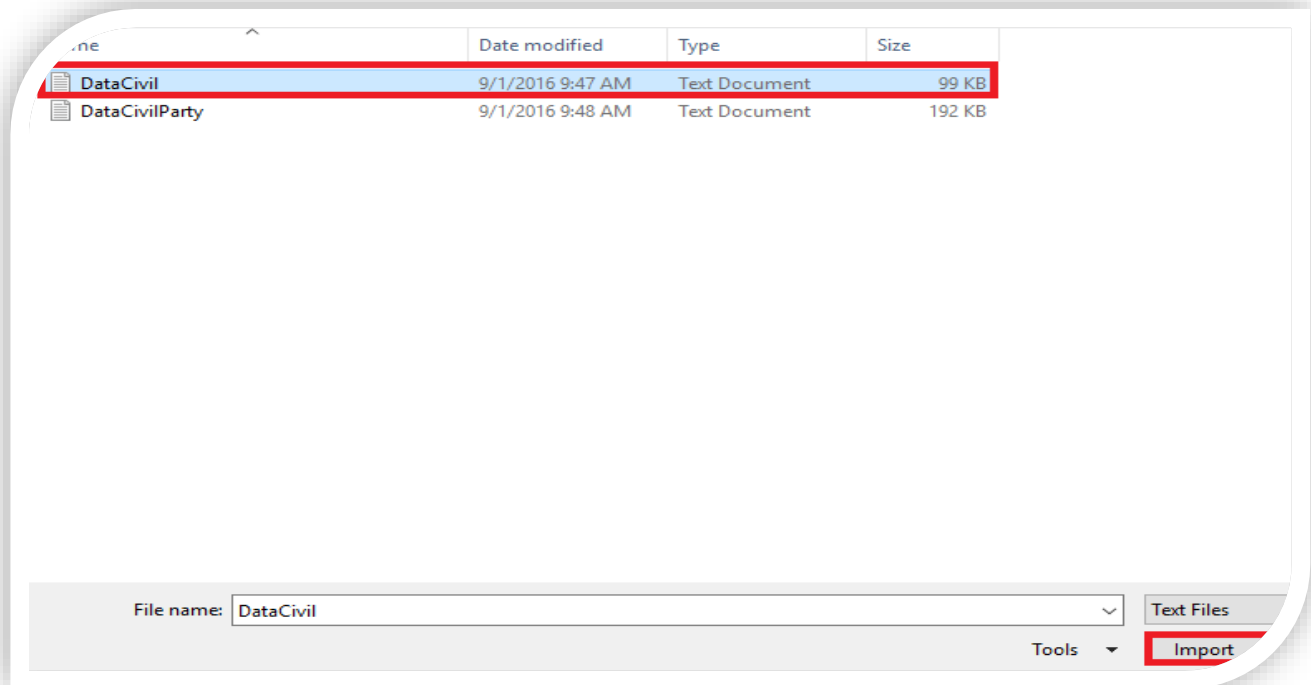 Date modified Type Size
DataCivil 9/1/2016 9:47 AM Text Document 99 KB
DataCivilParty 9/1/2016 9:48 AM Text Document 192 KB
File name: DataCivil Text Files
Tools Import